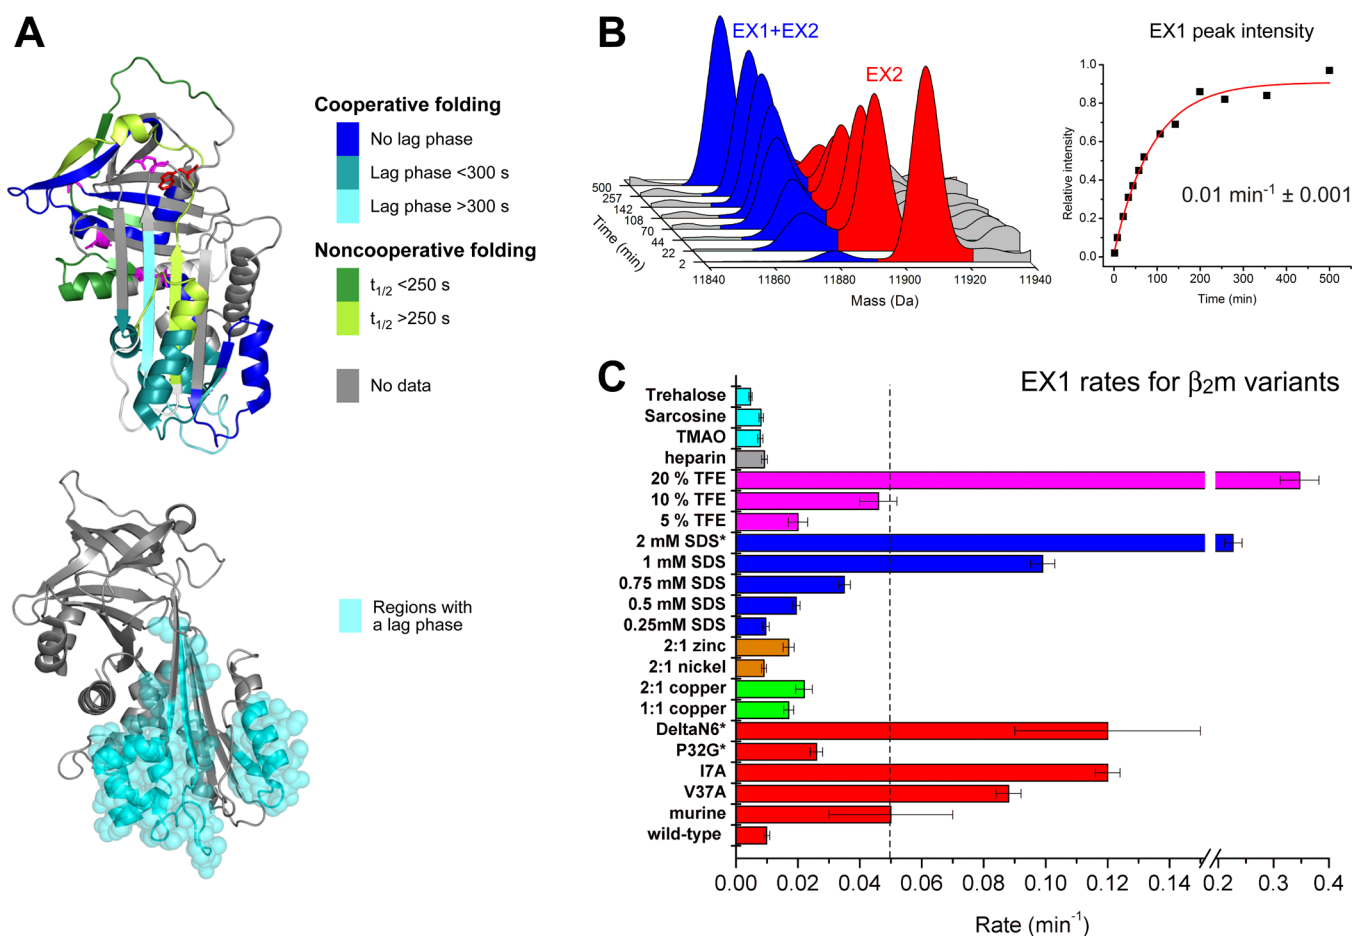 A
Cooperative folding
No lag phase
Lag phase <300 s
Lag phase >300 s
Noncooperative folding
t1/2 <250 s
t1/2 >250 s
No data
Regions with
a lag phase
B
EX1+EX2
EX2
500
257
142
108
70
44
22
2
Time (min)
11840
11860
11880
11900
11920
11940
Mass (Da)
EX1 peak intensity
1.0
0.8
0.6
0.4
0.2
0.0
Relative intensity
0.01 min⁻¹ ± 0.001
0 100 200 300 400 500
Time (min)
C
EX1 rates for β₂m variants
Trehalose
Sarcosine
TMAO
heparin
20 % TFE
10 % TFE
5 % TFE
2 mM SDS*
1 mM SDS
0.75 mM SDS
0.5 mM SDS
0.25mM SDS
2:1 zinc
2:1 nickel
2:1 copper
1:1 copper
DeltaN6*
P32G*
I7A
V37A
murine
wild-type
0.00 0.02 0.04 0.06 0.08 0.10 0.12 0.14 0.2 0.3 0.4
Rate (min⁻¹)